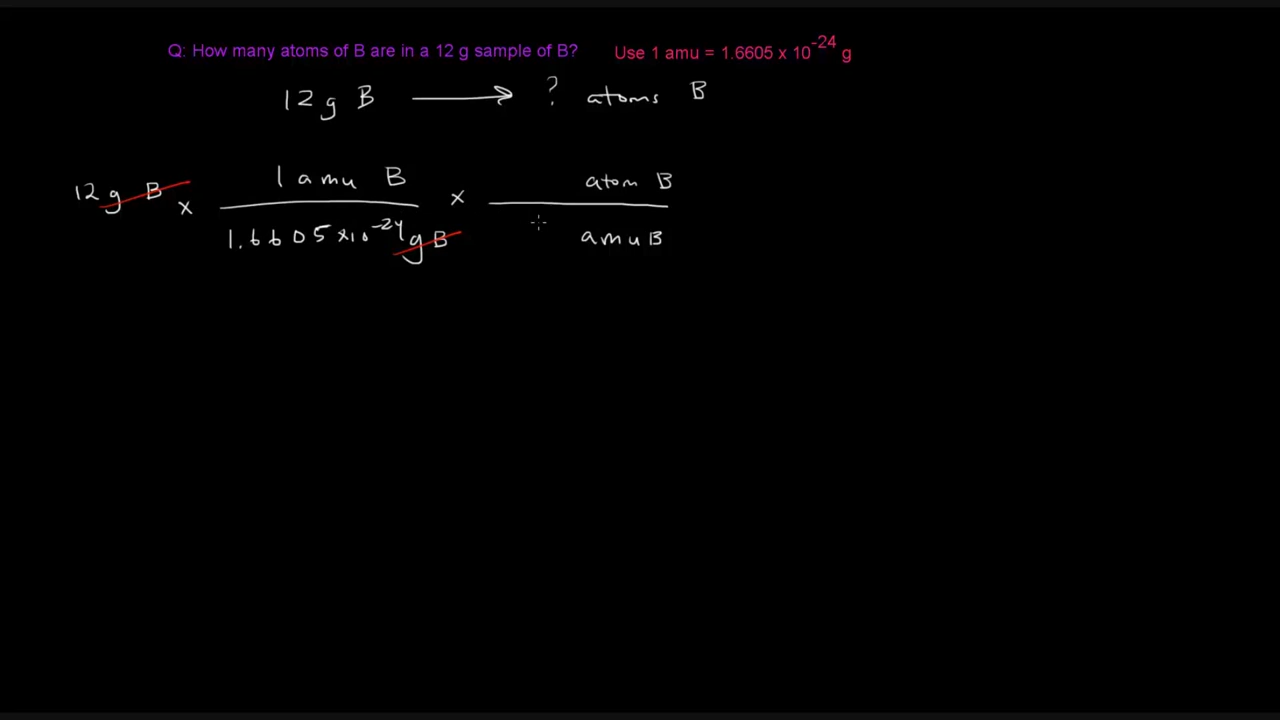 Q: How many atoms of B are in a 12 g sample of B? Use 1 amu = 1.6605 x 10^-24 g
12 g B → ? atoms B
12 g B x 1 amu B / 1.6605 x 10^-24 g B x atom B / amu B